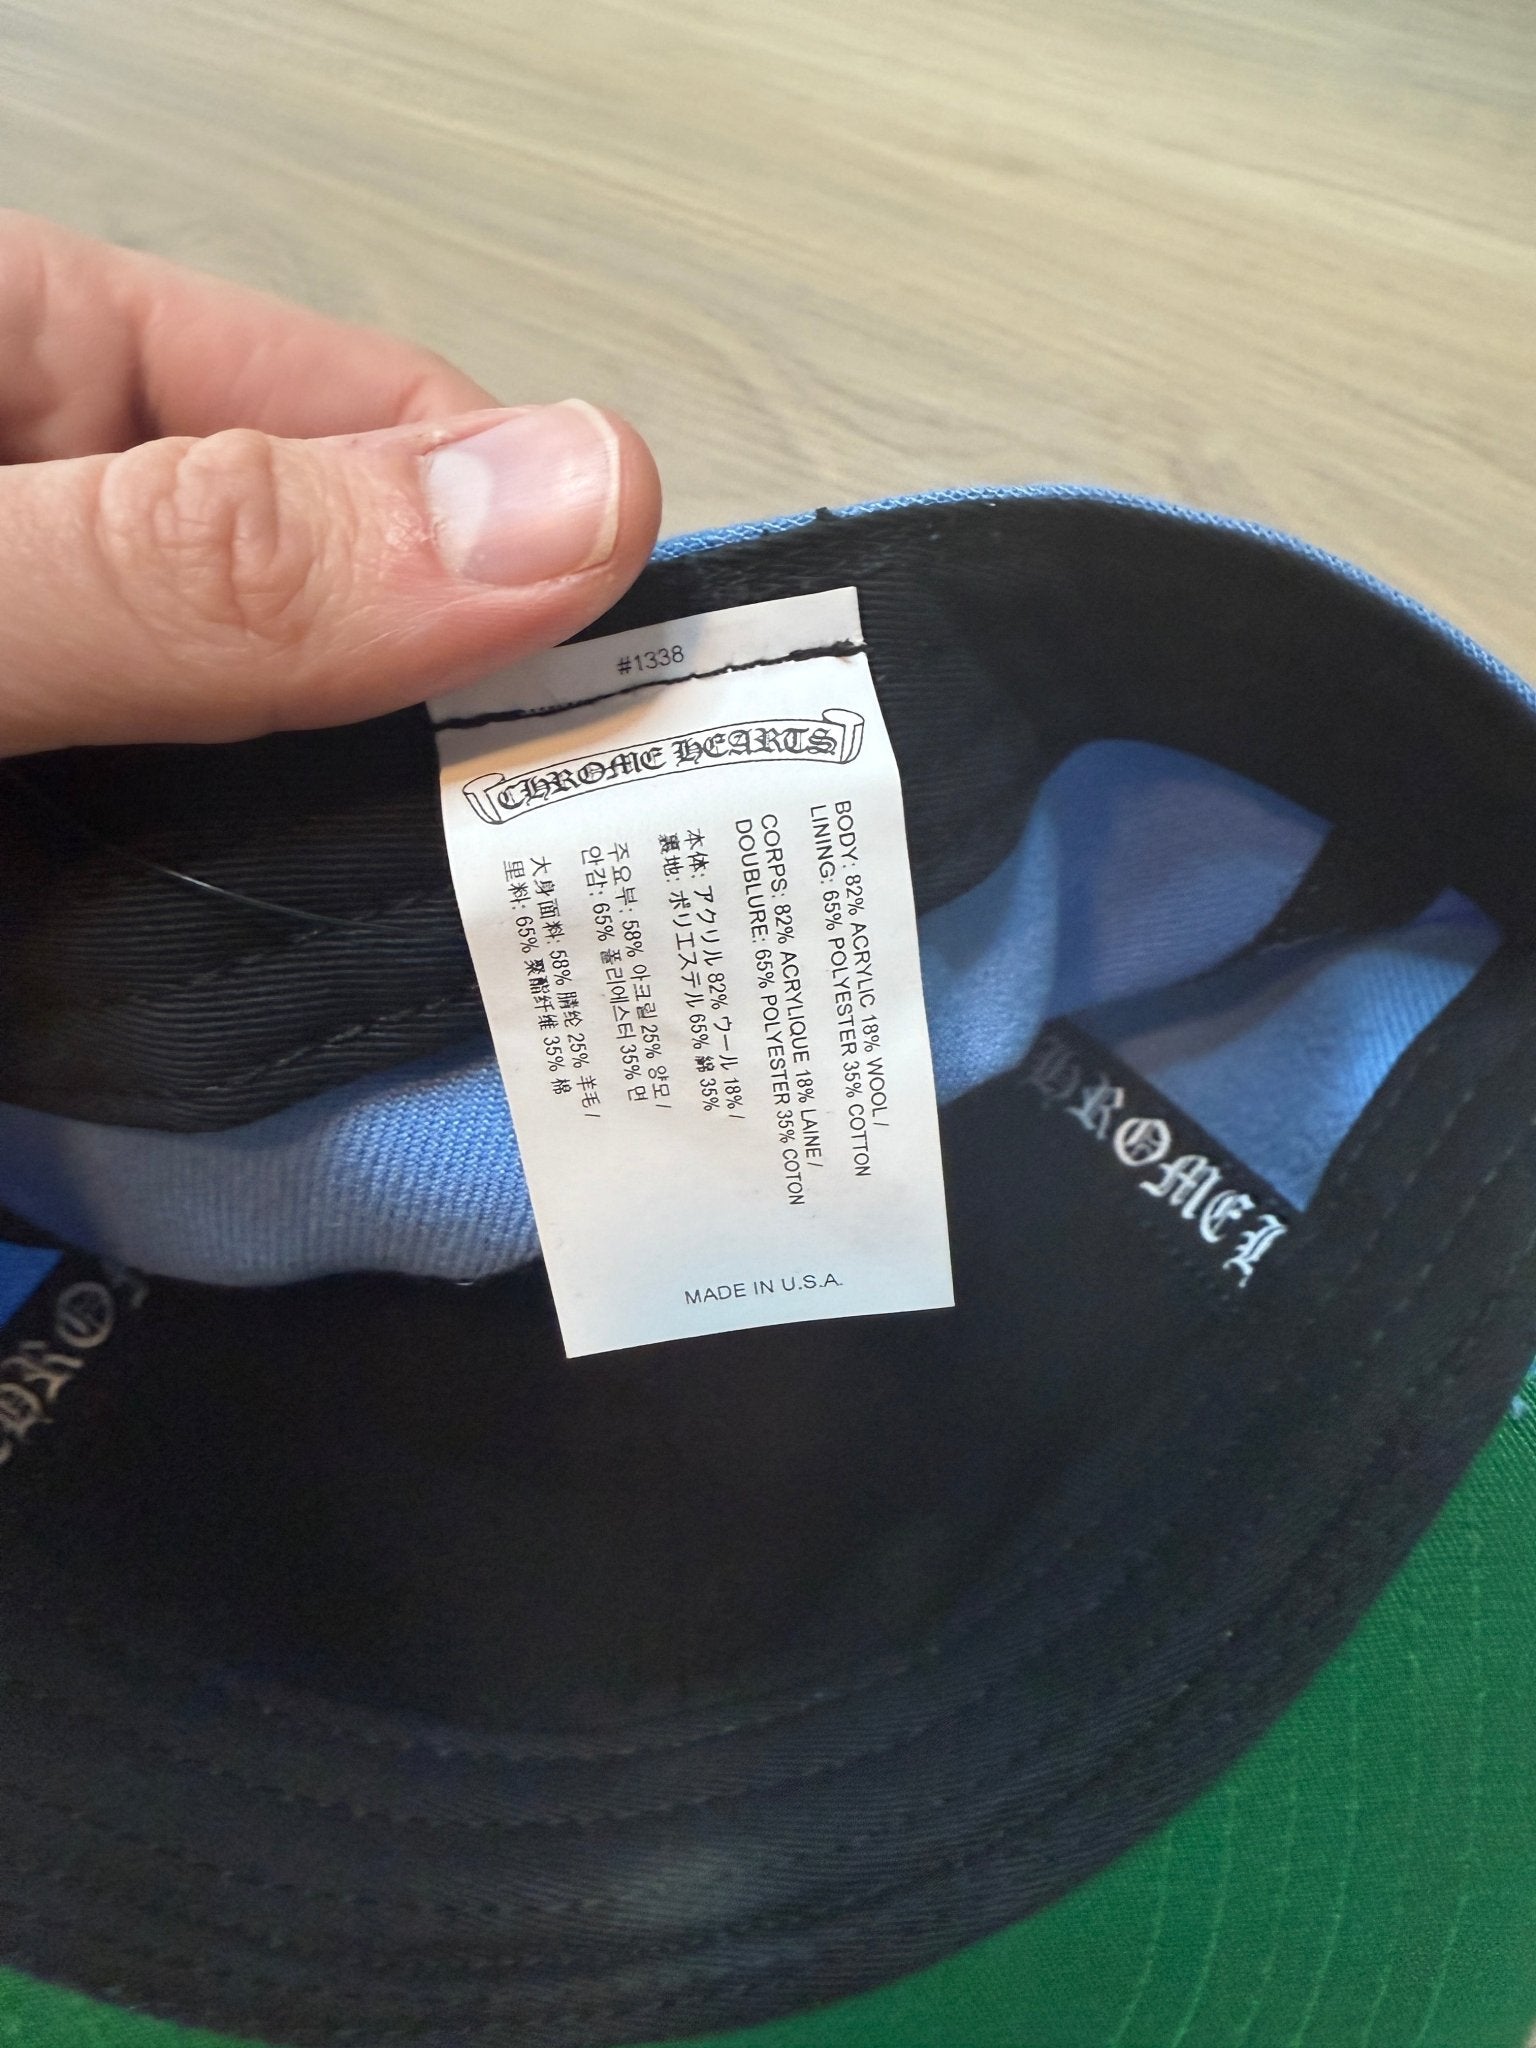 #1338
CHROME HEARTS
BODY: 82% ACRYLIC 18% WOOL /
LINING: 65% POLYESTER 35% COTTON
CORPS: 82% ACRYLIQUE 18% LAINE /
DOUBLURE: 65% POLYESTER 35% COTON
本体: アクリル 82% ウール 18% /
裏地: ポリエステル 65% 綿 35%
주요부: 58% 아크릴 25% 양모 /
안감: 65% 폴리에스터 35% 면
大身面料: 58% 腈纶 25% 羊毛 /
里料: 65% 聚酯纤维 35% 棉
MADE IN U.S.A.
HROME